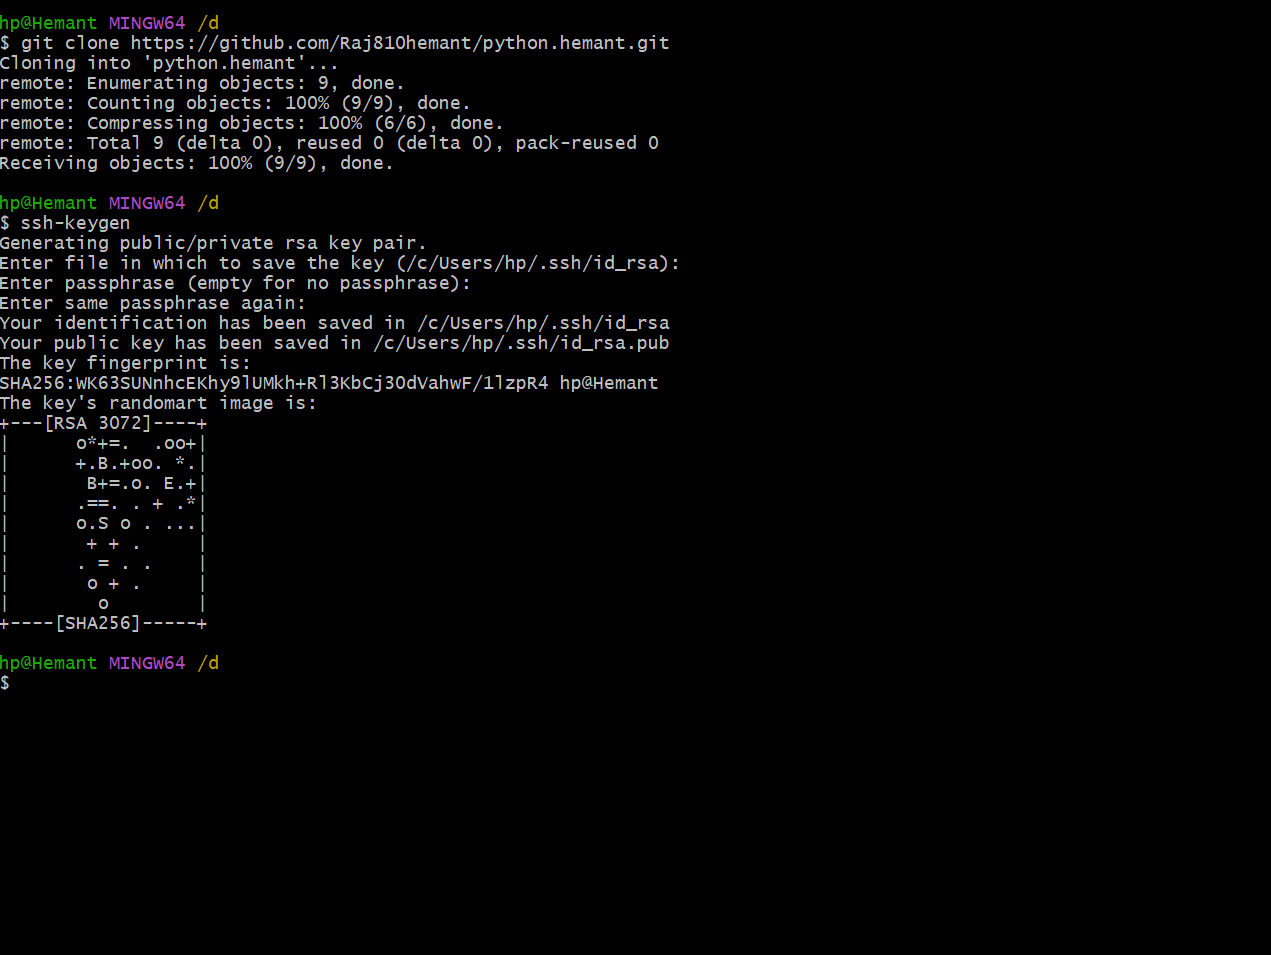 hp@Hemant MINGW64 /d
$ git clone https://github.com/Raj810hemant/python.hemant.git
Cloning into 'python.hemant'...
remote: Enumerating objects: 9, done.
remote: Counting objects: 100% (9/9), done.
remote: Compressing objects: 100% (6/6), done.
remote: Total 9 (delta 0), reused 0 (delta 0), pack-reused 0
Receiving objects: 100% (9/9), done.

hp@Hemant MINGW64 /d
$ ssh-keygen
Generating public/private rsa key pair.
Enter file in which to save the key (/c/Users/hp/.ssh/id_rsa):
Enter passphrase (empty for no passphrase):
Enter same passphrase again:
Your identification has been saved in /c/Users/hp/.ssh/id_rsa
Your public key has been saved in /c/Users/hp/.ssh/id_rsa.pub
The key fingerprint is:
SHA256:WK63SUNnhcEKhy9lUMkh+Rl3KbCj30dVahwF/1lzpR4 hp@Hemant
The key's randomart image is:
+---[RSA 3072]----+
|      o*+=.  .oo+|
|      +.B.+oo. *.|
|       B+=.o. E.+|
|      .==. . + .*|
|      o.S o . ...|
|       + + .     |
|      . = . .    |
|       o + .     |
|        o        |
+----[SHA256]-----+

hp@Hemant MINGW64 /d
$